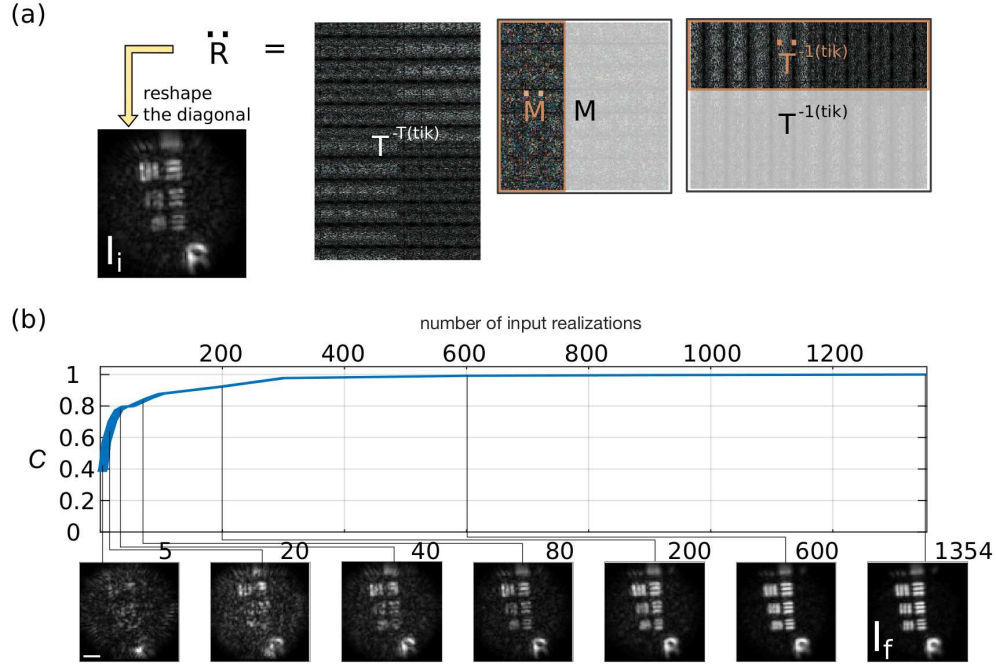 (a)
R̈ =
reshape
the diagonal
I_i
T^-T(tik)
M̈ M
T̈^-1(tik)
T^-1(tik)
(b)
number of input realizations
200 400 600 800 1000 1200
1
0.8
0.6
C
0.4
0.2
0
5 20 40 80 200 600 1354
I_f